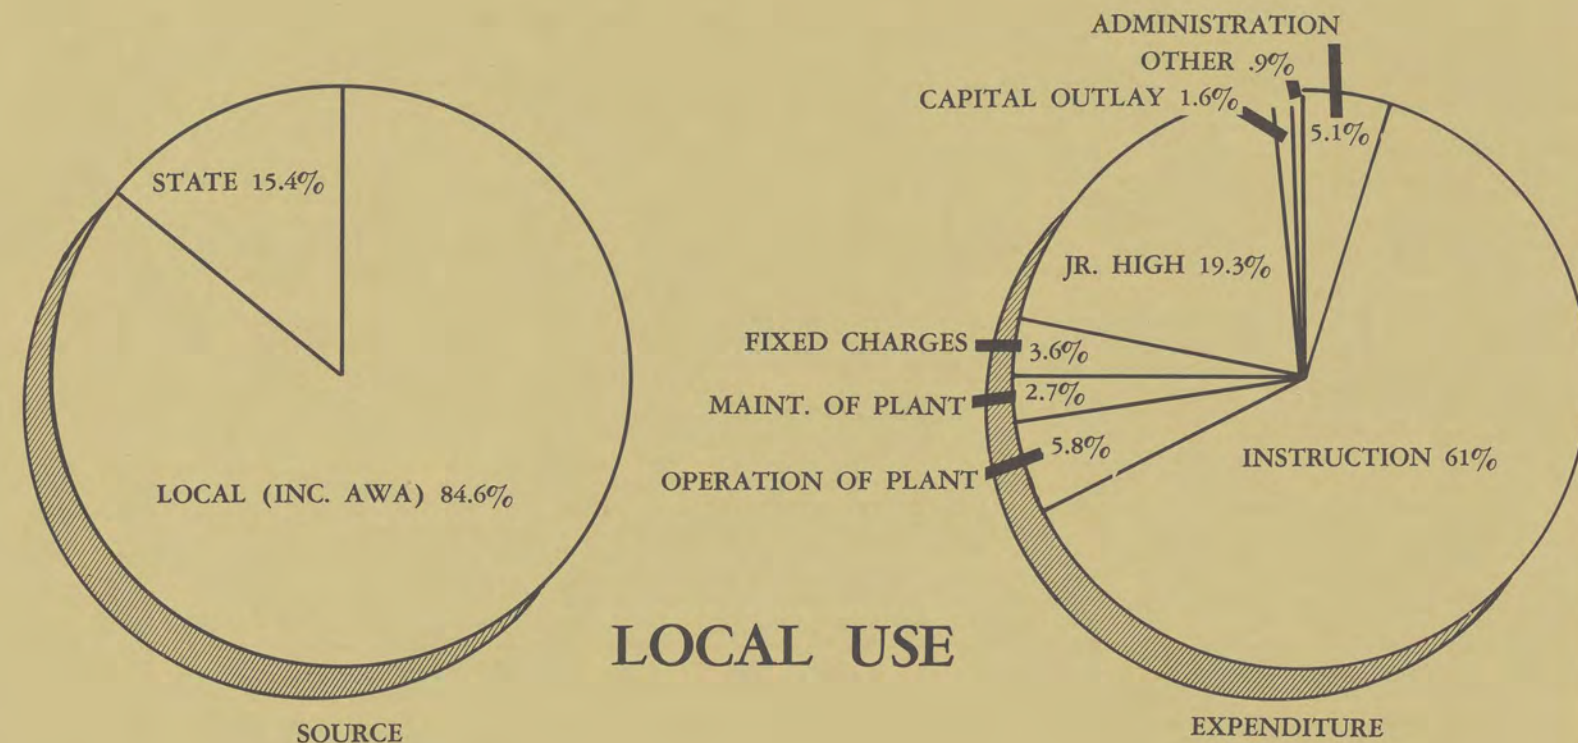 STATE 15.4%
LOCAL (INC. AWA) 84.6%
SOURCE
LOCAL USE
ADMINISTRATION
5.1%
OTHER .9%
CAPITAL OUTLAY 1.6%
JR. HIGH 19.3%
FIXED CHARGES 3.6%
MAINT. OF PLANT 2.7%
OPERATION OF PLANT 5.8%
INSTRUCTION 61%
EXPENDITURE